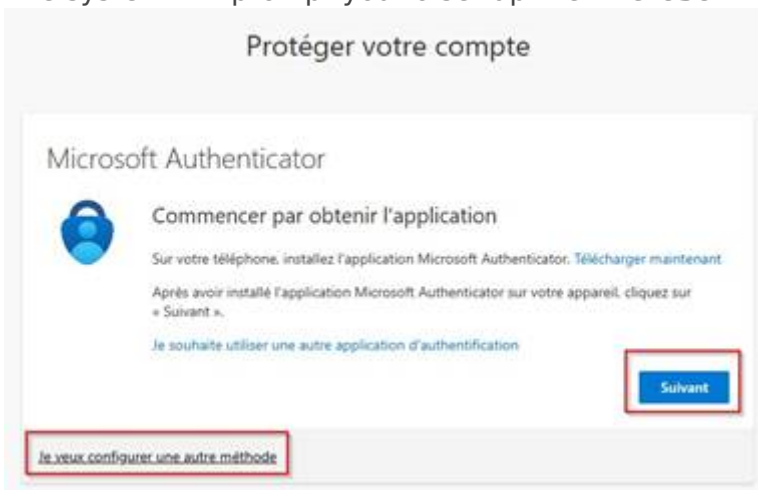 Protéger votre compte
Microsoft Authenticator
Commencer par obtenir l'application
Sur votre téléphone, installez l'application Microsoft Authenticator. Télécharger maintenant
Après avoir installé l'application Microsoft Authenticator sur votre appareil, cliquez sur
« Suivant ».
Je souhaite utiliser une autre application d'authentification
Suivant
Je veux configurer une autre méthode